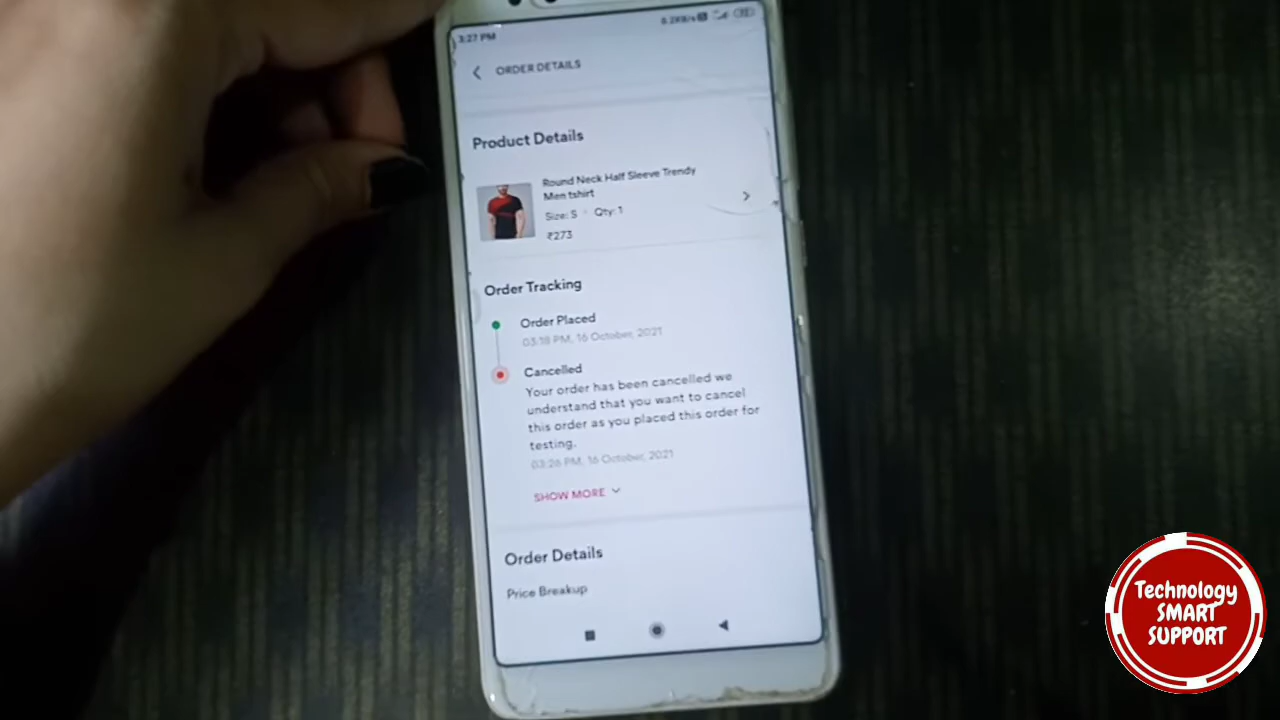 3:27 PM
ORDER DETAILS
Product Details
Round Neck Half Sleeve Trendy
Men tshirt
Size: S Qty: 1
₹273
Order Tracking
Order Placed
03:18 PM, 16 October, 2021
Cancelled
Your order has been cancelled we
understand that you want to cancel
this order as you placed this order for
testing.
03:26 PM, 16 October, 2021
SHOW MORE
Order Details
Price Breakup
Technology
SMART
SUPPORT